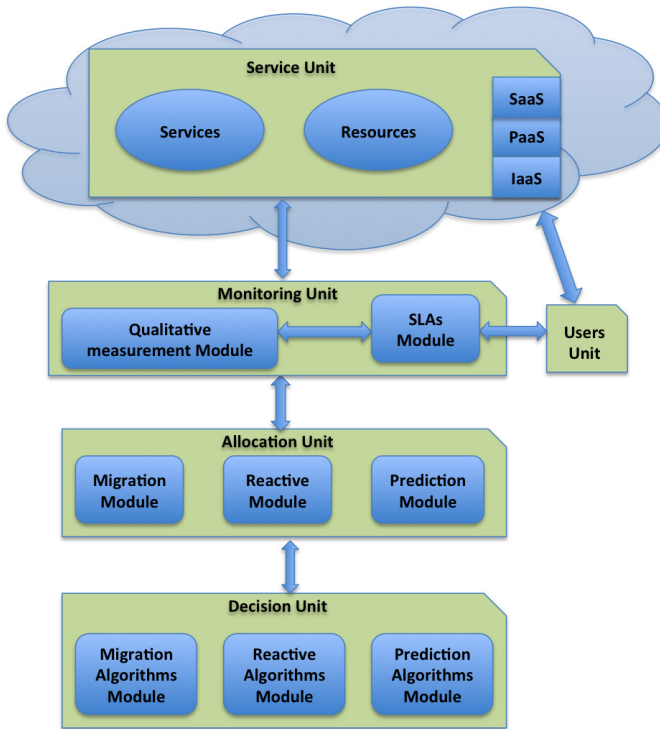 Service Unit
SaaS
Services
Resources
PaaS
IaaS
Monitoring Unit
Qualitative
measurement Module
SLAs
Module
Users
Unit
Allocation Unit
Migration
Module
Reactive
Module
Prediction
Module
Decision Unit
Migration
Algorithms
Module
Reactive
Algorithms
Module
Prediction
Algorithms
Module